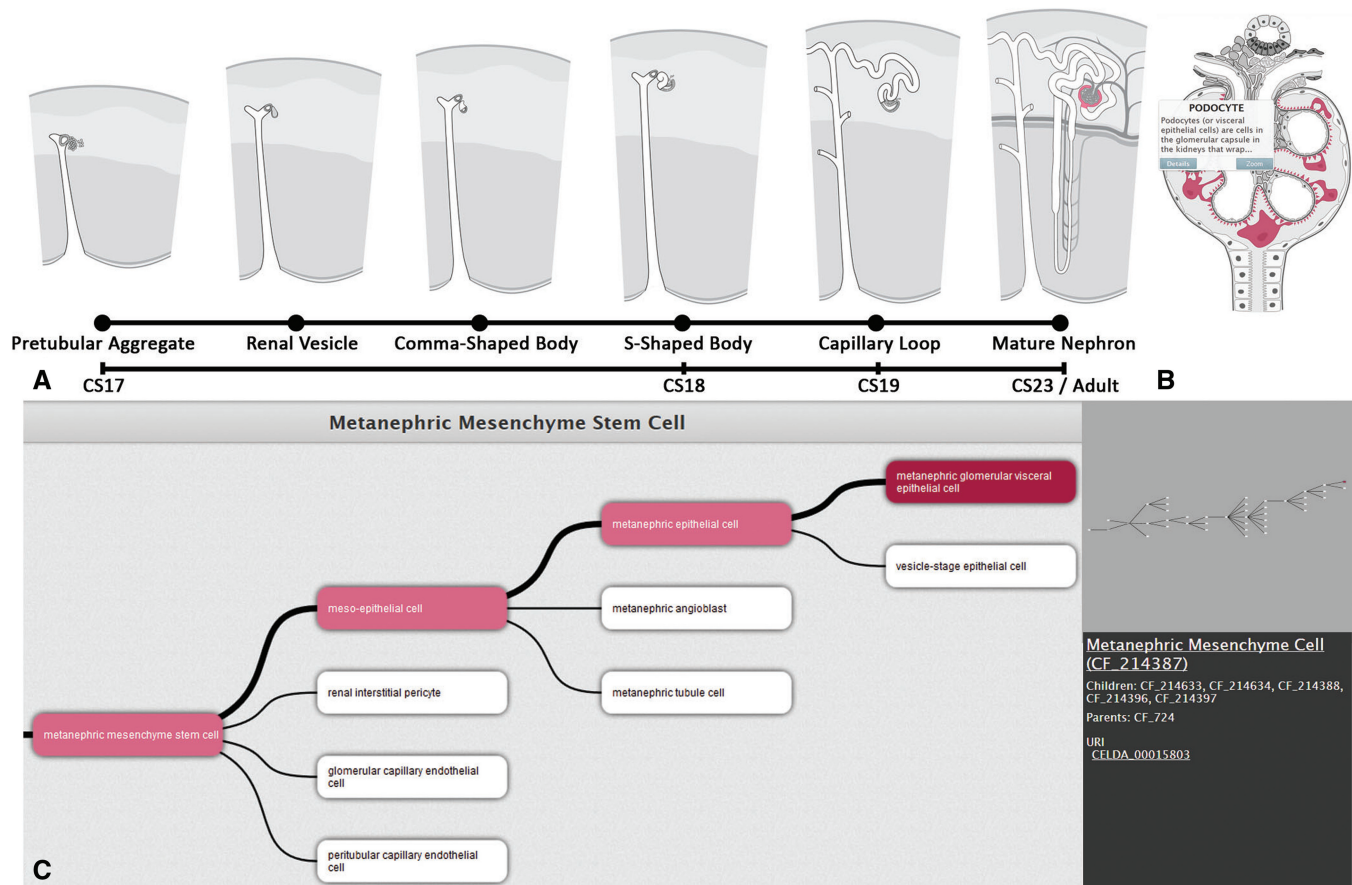 PODOCYTE
Podocytes (or visceral
epithelial cells) are cells in
the glomerular capsule in
the kidneys that wrap...
Details
Zoom
Pretubular Aggregate
Renal Vesicle
Comma-Shaped Body
S-Shaped Body
Capillary Loop
Mature Nephron
A
CS17
CS18
CS19
CS23 / Adult
B
Metanephric Mesenchyme Stem Cell
metanephric glomerular visceral
epithelial cell
metanephric epithelial cell
vesicle-stage epithelial cell
meso-epithelial cell
metanephric angioblast
renal interstitial pericyte
metanephric tubule cell
metanephric mesenchyme stem cell
glomerular capillary endothelial
cell
peritubular capillary endothelial
cell
C
Metanephric Mesenchyme Cell
(CF_214387)
Children: CF_214633, CF_214634, CF_214388,
CF_214396, CF_214397
Parents: CF_724
URI
CELDA_00015803